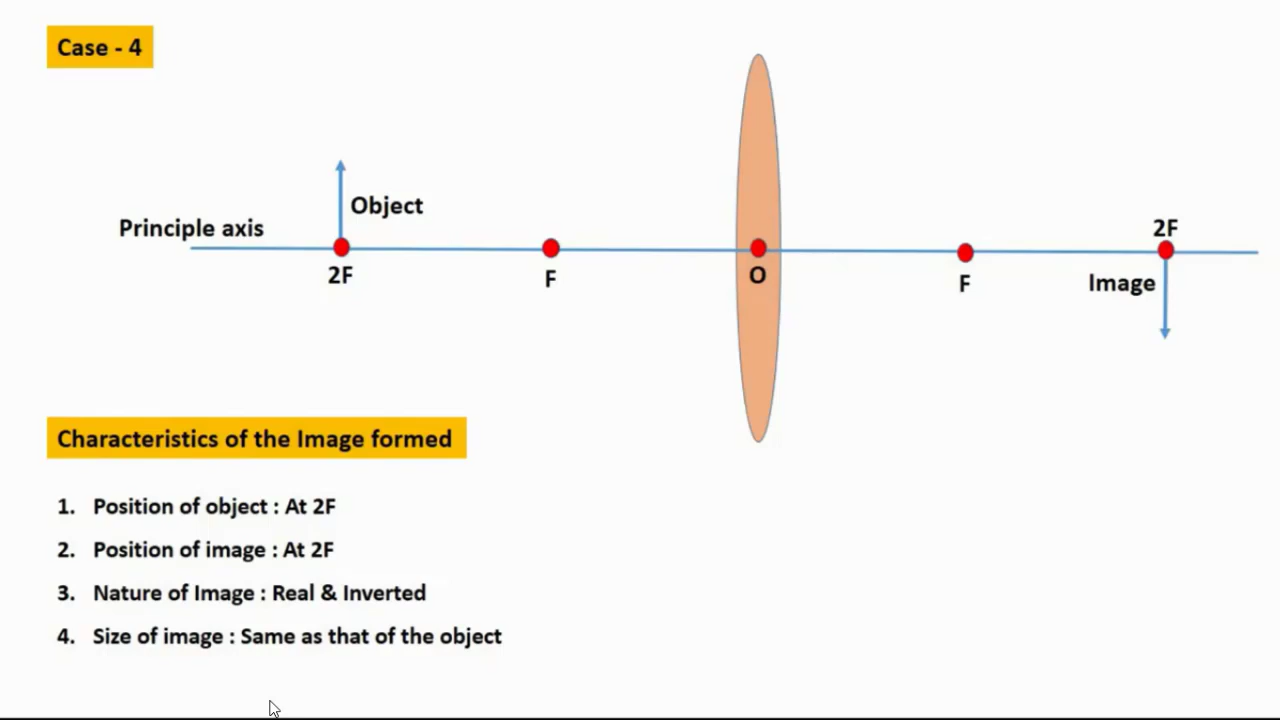 Case - 4
Object
Principle axis
2F
2F
F
O
F
Image
Characteristics of the Image formed
1. Position of object : At 2F
2. Position of image : At 2F
3. Nature of Image : Real & Inverted
4. Size of image : Same as that of the object